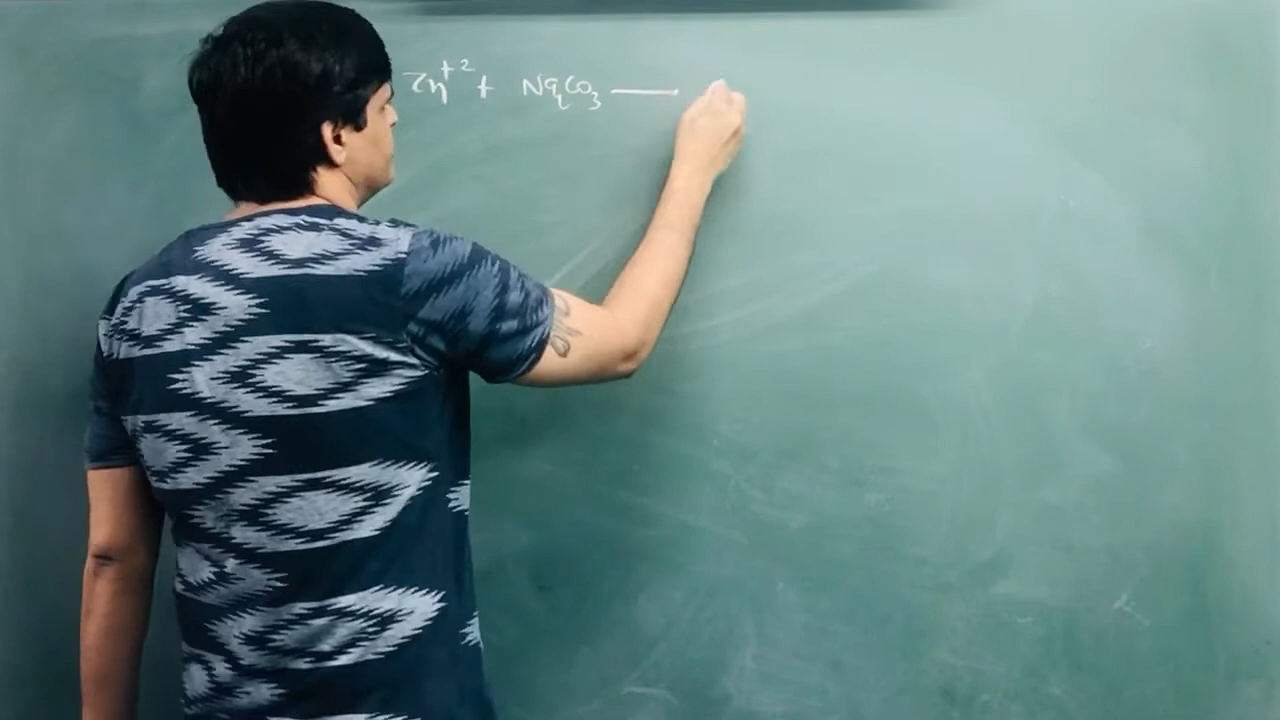 Zn⁺² + Na₂CO₃ —